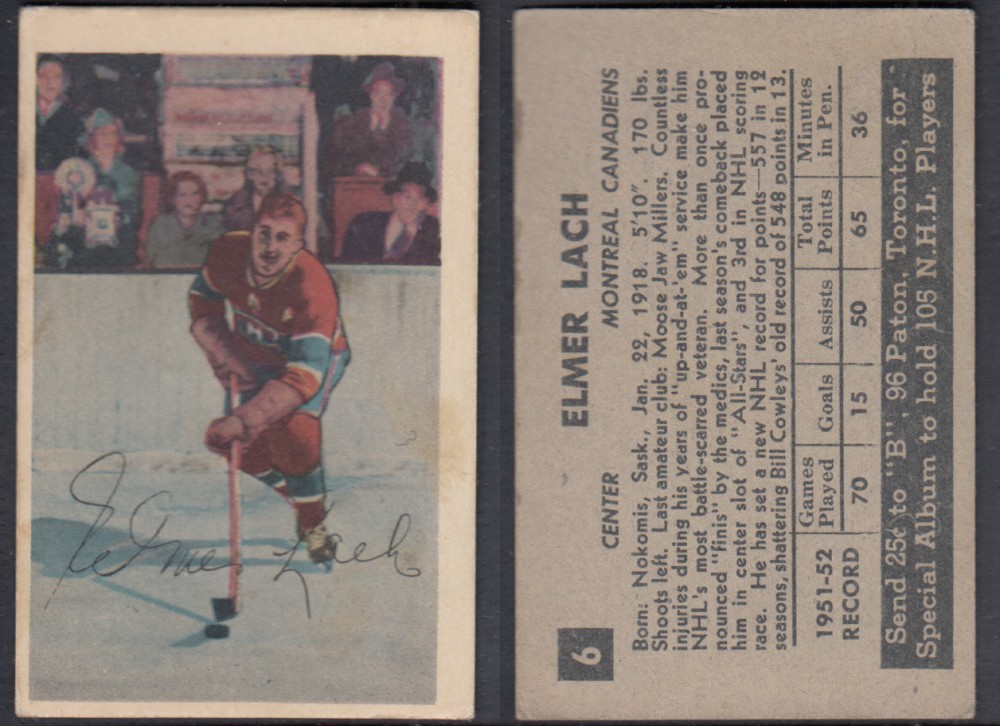 Elmer Lach
6
ELMER LACH
CENTER MONTREAL CANADIENS
Born: Nokomis, Sask., Jan. 22, 1918. 5'10". 170 lbs.
Shoots left. Last amateur club: Moose Jaw Millers. Countless
injuries during his years of "up-and-at-'em" service make him
NHL's most battle-scarred veteran. More than once pro-
nounced "finis" by the medics, last season's comeback placed
him in center slot of "All-Stars", and 3rd in NHL scoring
race. He has set a new NHL record for points—557 in 12
seasons, shattering Bill Cowleys' old record of 548 points in 13.
1951-52 Games Goals Assists Total Minutes
RECORD Played Points in Pen.
70 15 50 65 36
Send 25¢ to "B", 96 Paton, Toronto, for
Special Album to hold 105 N.H.L. Players